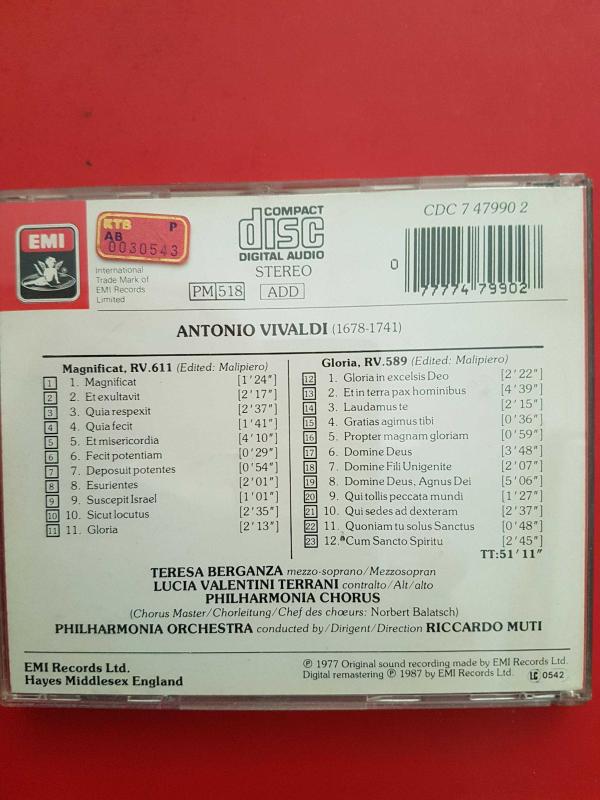 EMI
International
Trade Mark of
EMI Records
Limited
KTB P
AB
0030543
COMPACT
disc
DIGITAL AUDIO
STEREO
PM 518 ADD
CDC 7 47990 2
0 77774 79902
ANTONIO VIVALDI (1678-1741)
Magnificat, RV.611 (Edited: Malipiero)
1 1. Magnificat [1'24"]
2 2. Et exultavit [2'17"]
3 3. Quia respexit [2'37"]
4 4. Quia fecit [1'41"]
5 5. Et misericordia [4'10"]
6 6. Fecit potentiam [0'29"]
7 7. Deposuit potentes [0'54"]
8 8. Esurientes [2'01"]
9 9. Suscepit Israel [1'01"]
10 10. Sicut locutus [2'35"]
11 11. Gloria [2'13"]
Gloria, RV.589 (Edited: Malipiero)
12 1. Gloria in excelsis Deo [2'22"]
13 2. Et in terra pax hominibus [4'39"]
14 3. Laudamus te [2'15"]
15 4. Gratias agimus tibi [0'36"]
16 5. Propter magnam gloriam [0'59"]
17 6. Domine Deus [3'48"]
18 7. Domine Fili Unigenite [2'07"]
19 8. Domine Deus, Agnus Dei [5'06"]
20 9. Qui tollis peccata mundi [1'27"]
21 10. Qui sedes ad dexteram [2'37"]
22 11. Quoniam tu solus Sanctus [0'48"]
23 12. Cum Sancto Spiritu [2'45"]
TT:51'11"
TERESA BERGANZA mezzo-soprano/Mezzosopran
LUCIA VALENTINI TERRANI contralto/Alt/alto
PHILHARMONIA CHORUS
(Chorus Master/Chorleitung/Chef des chœurs: Norbert Balatsch)
PHILHARMONIA ORCHESTRA conducted by/Dirigent/Direction RICCARDO MUTI
EMI Records Ltd.
Hayes Middlesex England
℗ 1977 Original sound recording made by EMI Records Ltd.
Digital remastering ℗ 1987 by EMI Records Ltd. LC 0542